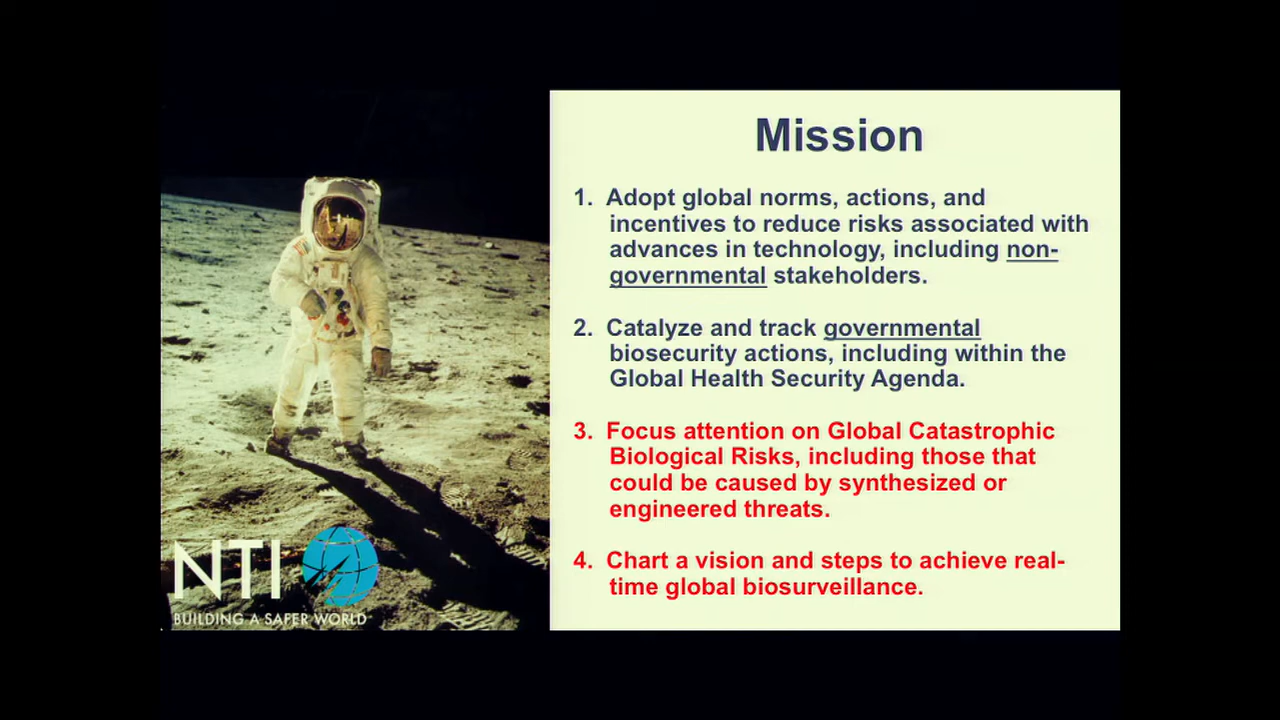 Mission
1. Adopt global norms, actions, and
incentives to reduce risks associated with
advances in technology, including non-
governmental stakeholders.
2. Catalyze and track governmental
biosecurity actions, including within the
Global Health Security Agenda.
3. Focus attention on Global Catastrophic
Biological Risks, including those that
could be caused by synthesized or
engineered threats.
4. Chart a vision and steps to achieve real-
time global biosurveillance.
NTI
BUILDING A SAFER WORLD